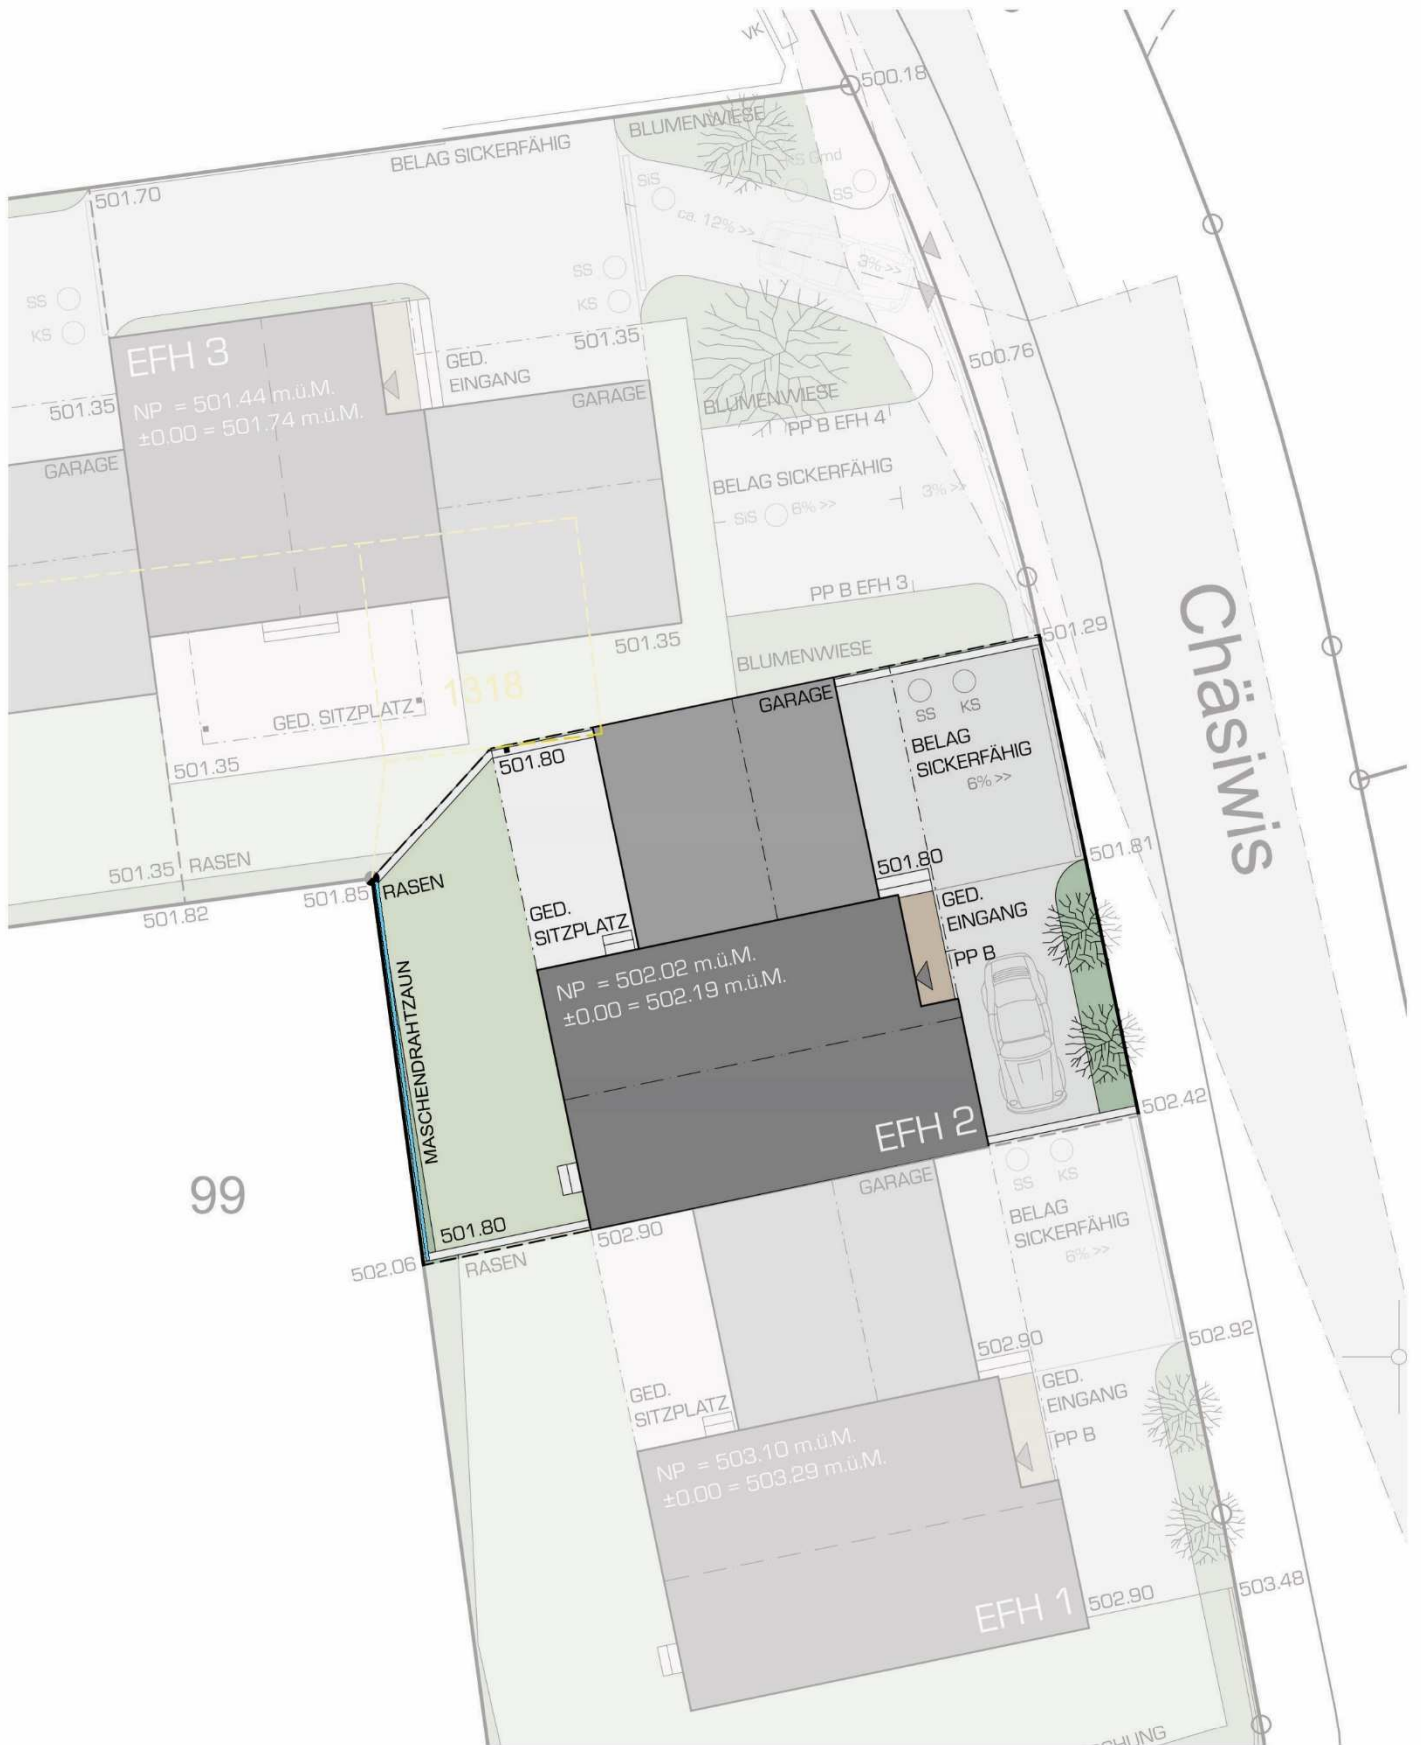 VK
500.18
BLUMENWIESE
BELAG SICKERFÄHIG
KS Gmd
SiS
SS
501.70
ca. 12% >>
3% >>
SS
KS
SS
KS
501.35
500.76
EFH 3
NP = 501.44 m.ü.M.
±0.00 = 501.74 m.ü.M.
GED.
EINGANG
501.35
GARAGE
BLUMENWIESE
PP B EFH 4
GARAGE
BELAG SICKERFÄHIG
SiS
6% >>
3% >>
PP B EFH 3
Chäsiwis
501.29
501.35
BLUMENWIESE
1318
GED. SITZPLATZ
GARAGE
SS
KS
501.35
501.80
BELAG
SICKERFÄHIG
6% >>
501.35
RASEN
501.81
501.80
501.85
RASEN
501.82
GED.
SITZPLATZ
GED.
EINGANG
PP B
NP = 502.02 m.ü.M.
±0.00 = 502.19 m.ü.M.
MASCHENDRAHTZAUN
EFH 2
502.42
99
GARAGE
SS
KS
501.80
502.90
BELAG
SICKERFÄHIG
6% >>
502.06
RASEN
502.92
502.90
GED.
SITZPLATZ
GED.
EINGANG
PP B
NP = 503.10 m.ü.M.
±0.00 = 503.29 m.ü.M.
EFH 1
502.90
503.48